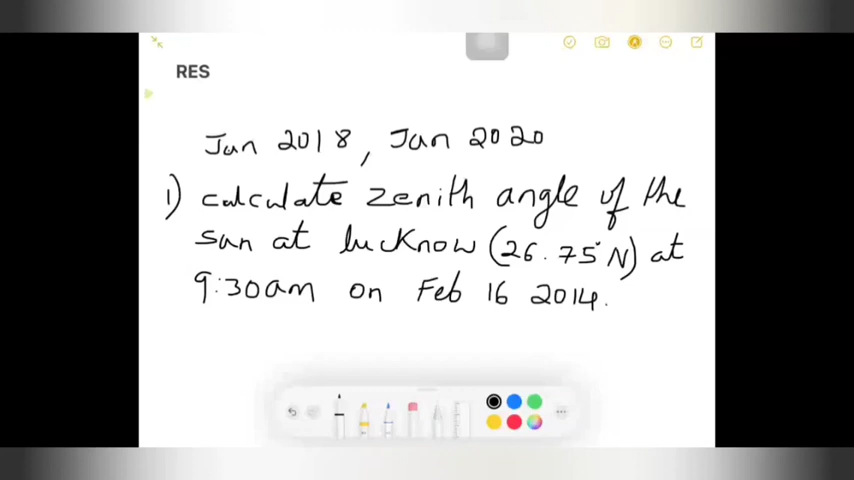 RES
Jun 2018, Jan 2020
1) calculate zenith angle of the
sun at lucknow (26.75° N) at
9:30am on Feb 16 2014.